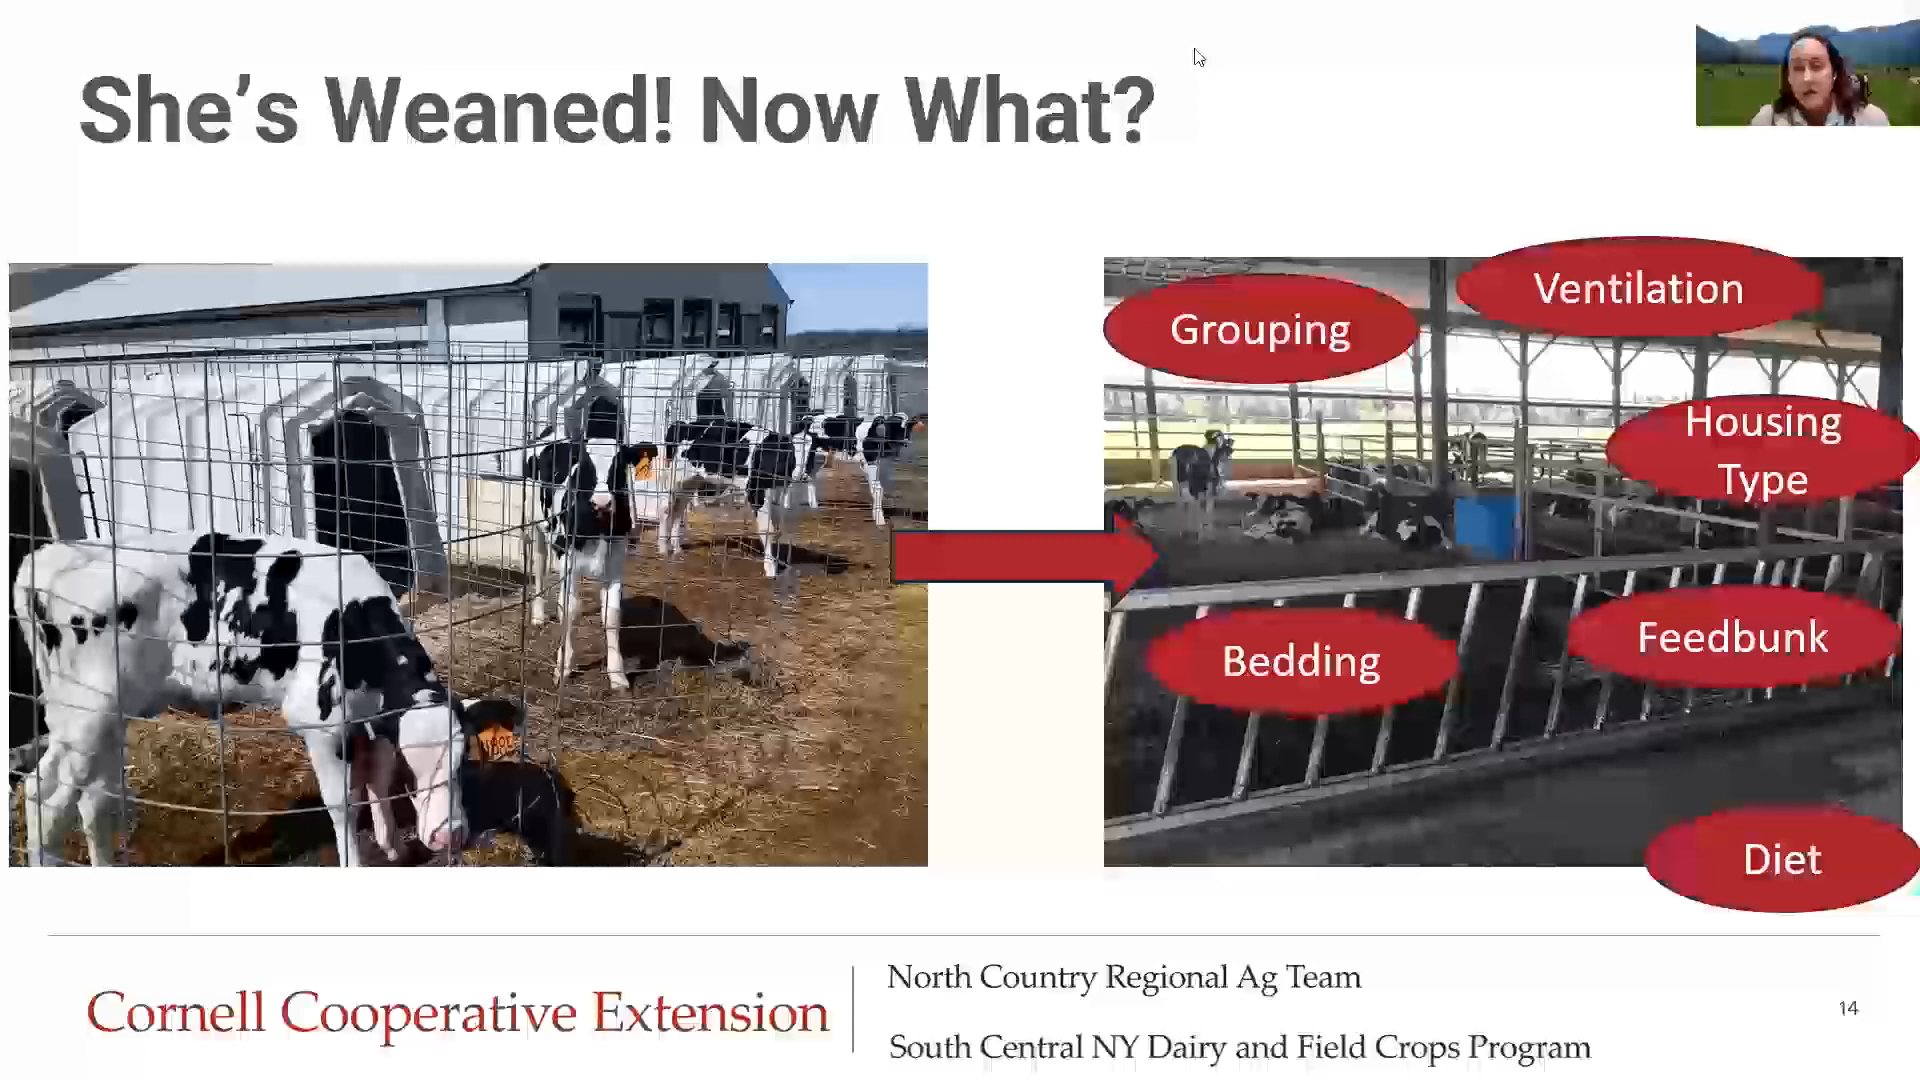 She's Weaned! Now What?
Grouping
Ventilation
Housing
Type
Bedding
Feedbunk
Diet
Cornell Cooperative Extension
North Country Regional Ag Team
South Central NY Dairy and Field Crops Program
14